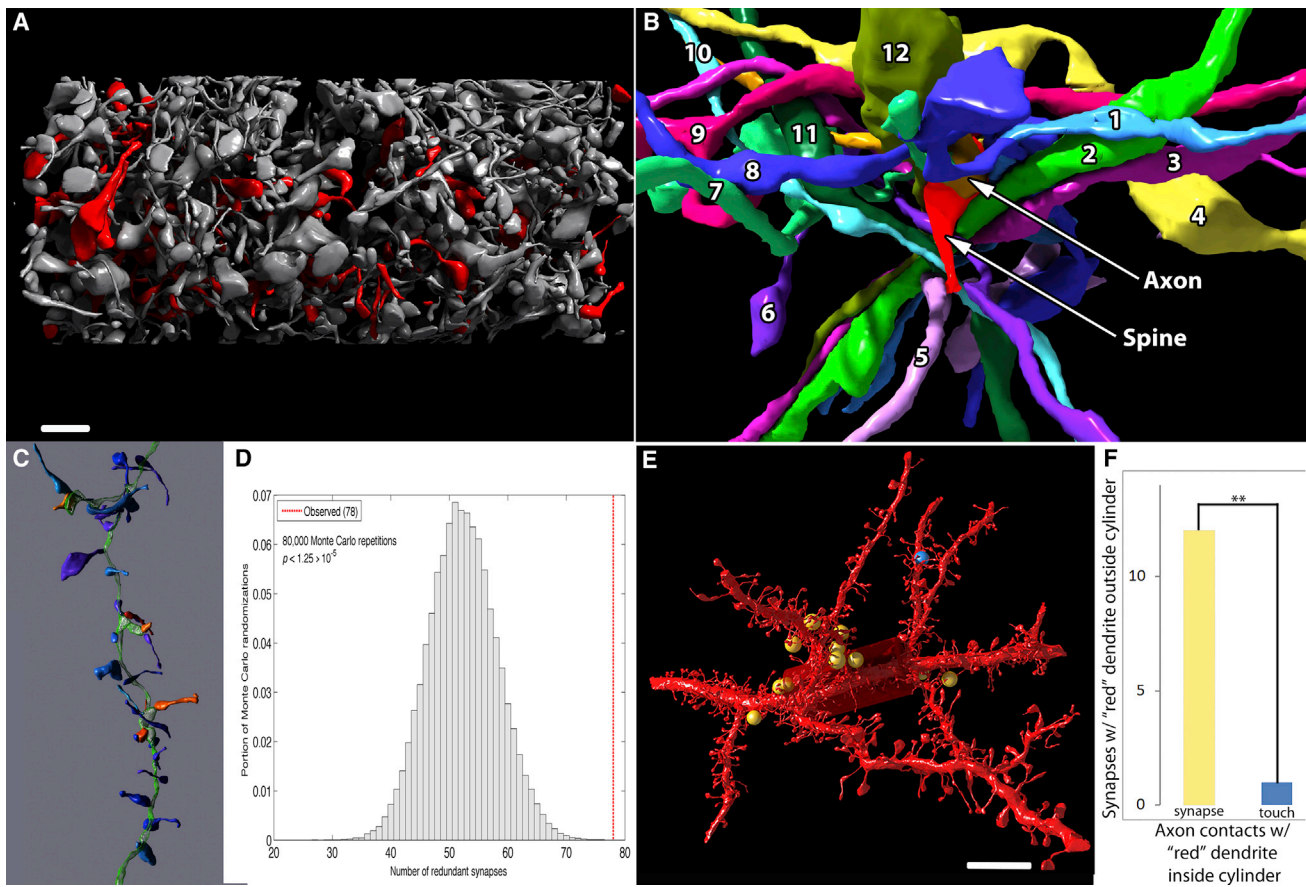 A
B
10
12
1
9
11
2
3
8
7
4
6
5
Axon
Spine
C
D
0.07
0.06
0.05
0.04
0.03
0.02
0.01
0
Portion of Monte Carlo randomizations
Observed (78)
80,000 Monte Carlo repetitions
p < 1.25 > 10-5
20 30 40 50 60 70 80
Number of redundant synapses
E
F
**
Synapses w/ “red” dendrite outside cylinder
10
5
0
synapse touch
Axon contacts w/
“red” dendrite
inside cylinder